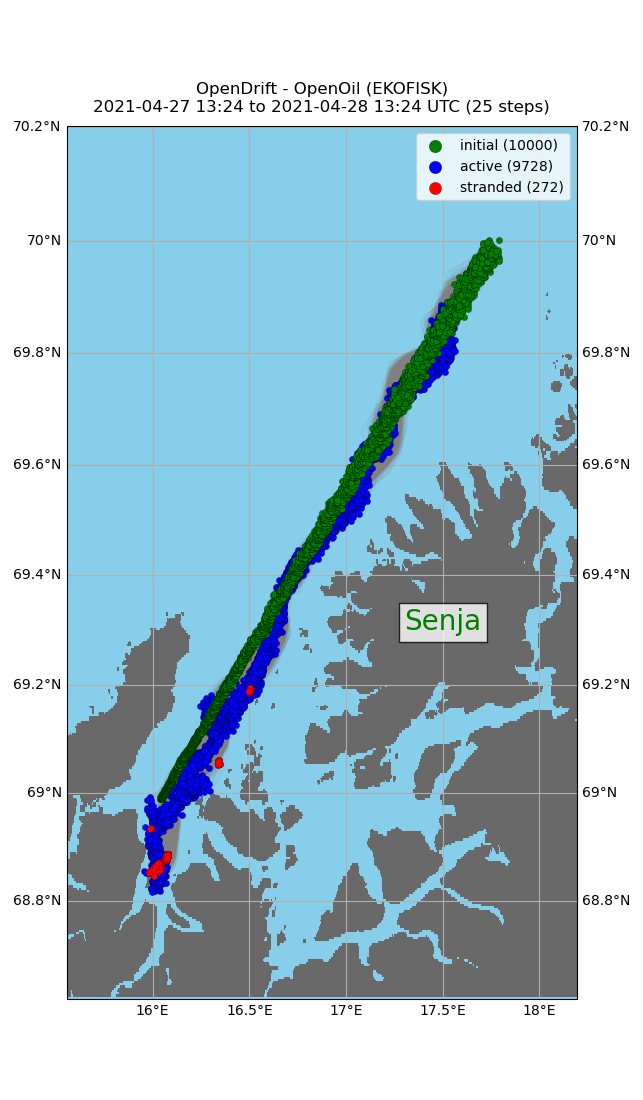 OpenDrift - OpenOil (EKOFISK)
2021-04-27 13:24 to 2021-04-28 13:24 UTC (25 steps)
initial (10000)
active (9728)
stranded (272)
70.2°N 70.2°N
70°N 70°N
69.8°N 69.8°N
69.6°N 69.6°N
69.4°N 69.4°N
Senja
69.2°N 69.2°N
69°N 69°N
68.8°N 68.8°N
16°E 16.5°E 17°E 17.5°E 18°E